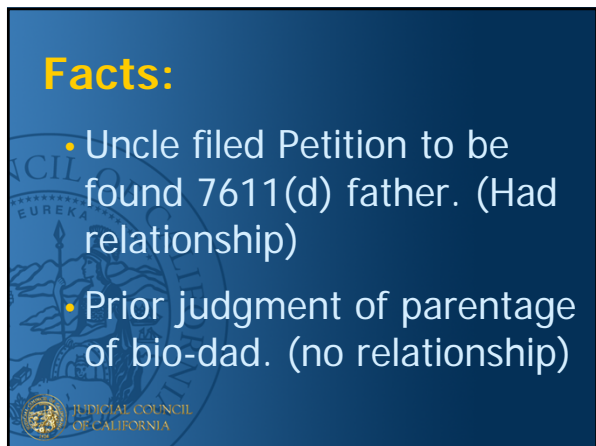 Facts:
• Uncle filed Petition to be
found 7611(d) father. (Had
relationship)
• Prior judgment of parentage
of bio-dad. (no relationship)
JUDICIAL COUNCIL
OF CALIFORNIA
EUREKA